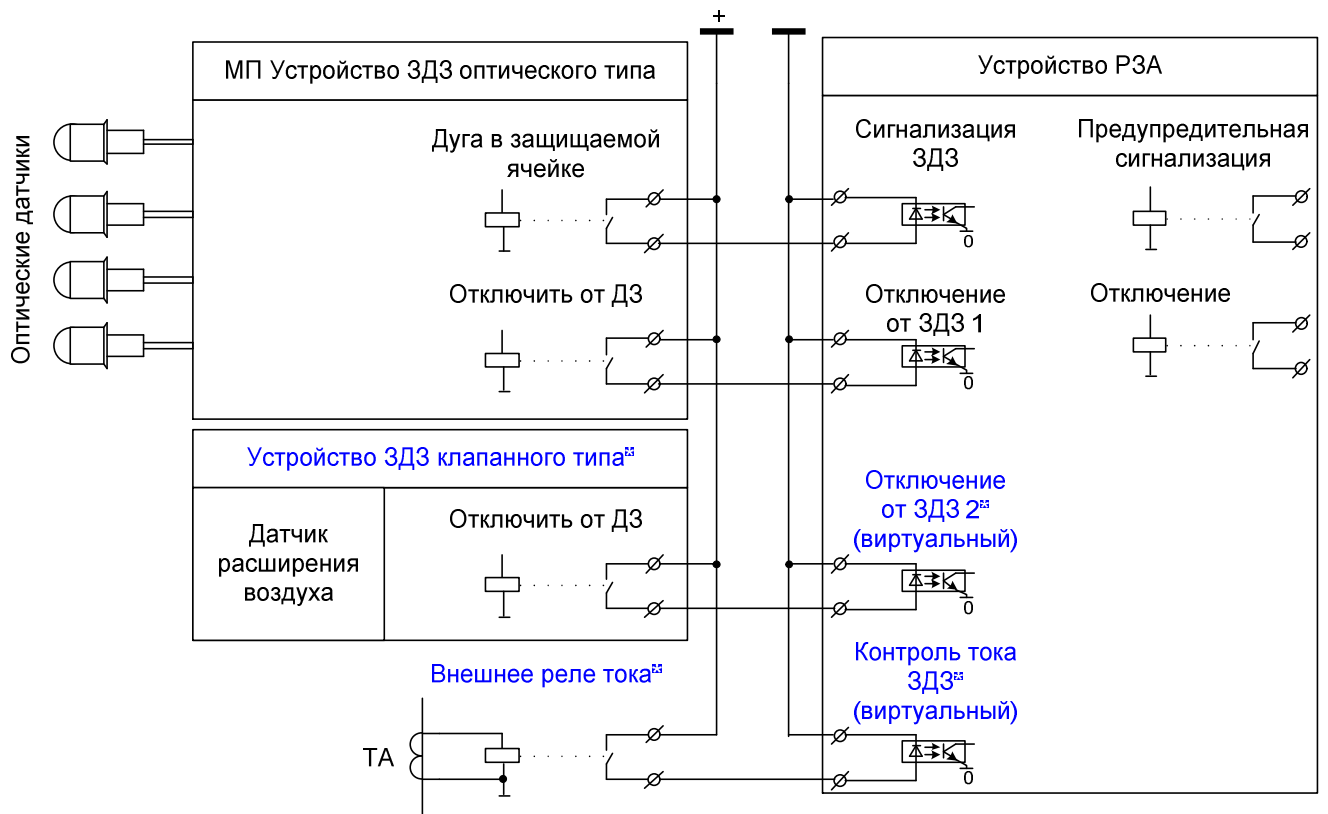 +
МП Устройство ЗДЗ оптического типа
Устройство РЗА
Оптические датчики
Дуга в защищаемой
ячейке
Сигнализация
ЗДЗ
Предупредительная
сигнализация
0
Отключить от ДЗ
Отключение
от ЗДЗ 1
Отключение
0
Устройство ЗДЗ клапанного типа
Датчик
расширения
воздуха
Отключить от ДЗ
Отключение
от ЗДЗ 2
(виртуальный)
0
Внешнее реле тока
Контроль тока
ЗДЗ
(виртуальный)
ТА
0